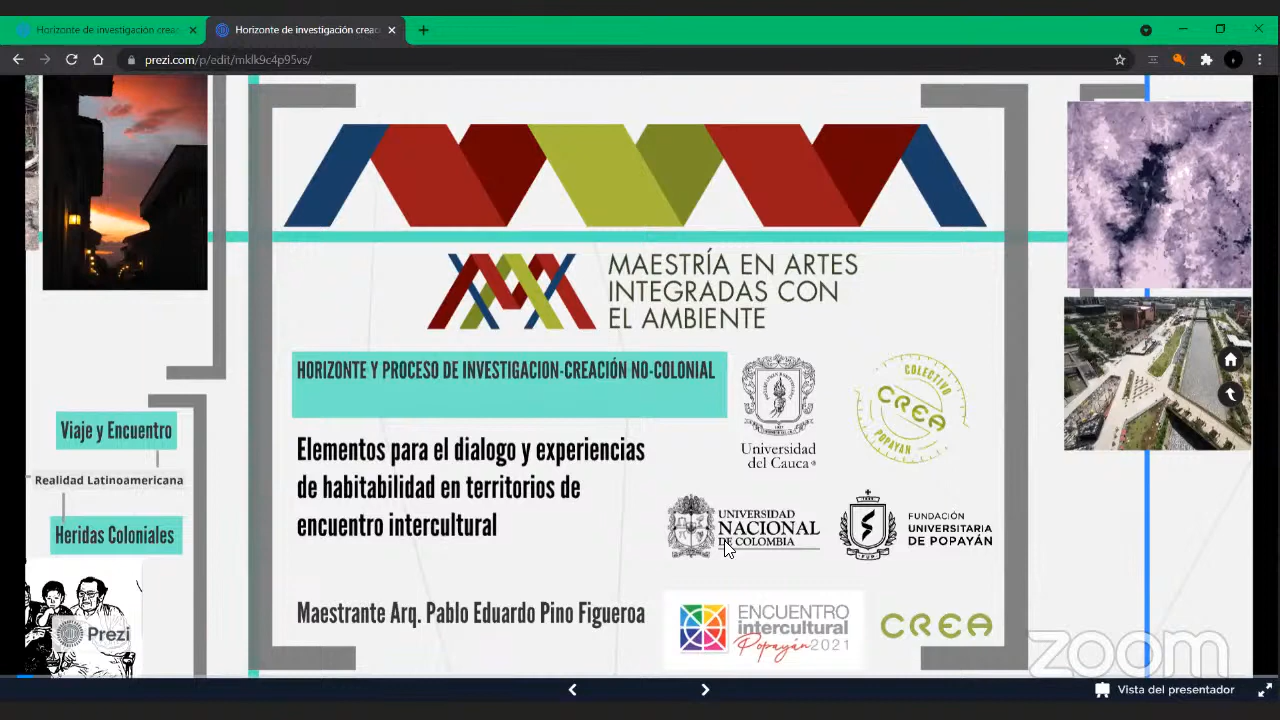 Horizonte de investigación creac
Horizonte de investigación creac
prezi.com/p/edit/mklk9c4p95vs/
MAESTRÍA EN ARTES
INTEGRADAS CON
EL AMBIENTE
HORIZONTE Y PROCESO DE INVESTIGACION-CREACIÓN NO-COLONIAL
Elementos para el dialogo y experiencias
de habitabilidad en territorios de
encuentro intercultural
Maestrante Arq. Pablo Eduardo Pino Figueroa
Universidad
del Cauca
COLECTIVO
CREA
POPAYÁN
UNIVERSIDAD
NACIONAL
DE COLOMBIA
FUNDACIÓN
UNIVERSITARIA
DE POPAYÁN
ENCUENTRO
intercultural
Popayán 2021
CREA
Viaje y Encuentro
Realidad Latinoamericana
Heridas Coloniales
Prezi
zoom
Vista del presentador